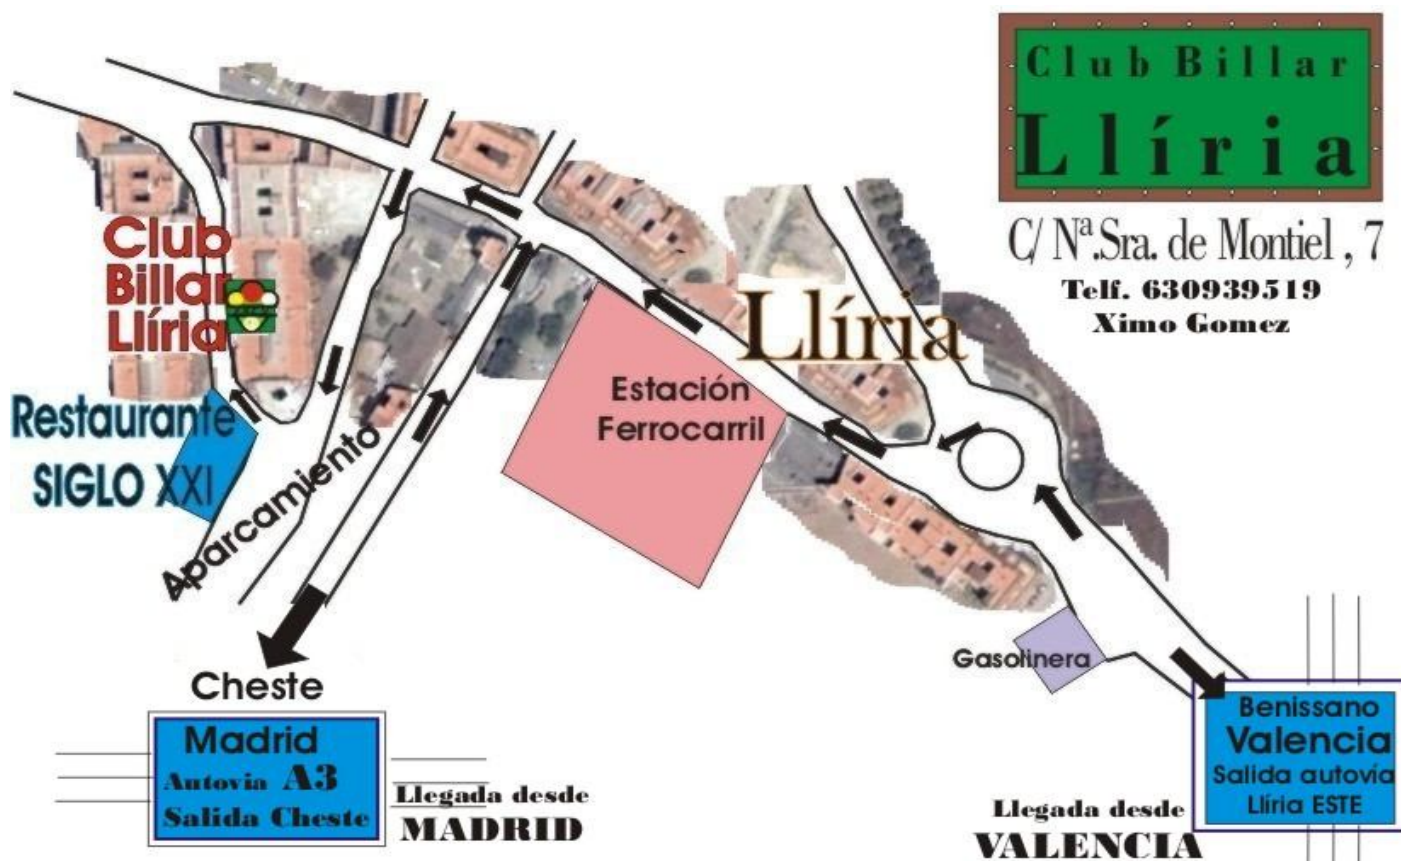 Club Billar
Llíria
C/ Nª.Sra. de Montiel , 7
Telf. 630939519
Ximo Gomez
Club
Billar
Llíria
Llíria
Estación
Ferrocarril
Restaurante
SIGLO XXI
Aparcamiento
Gasolinera
Cheste
Madrid
Autovia A3
Salida Cheste
Llegada desde
MADRID
Benissano
Valencia
Salida autovía
Llíria ESTE
Llegada desde
VALENCIA